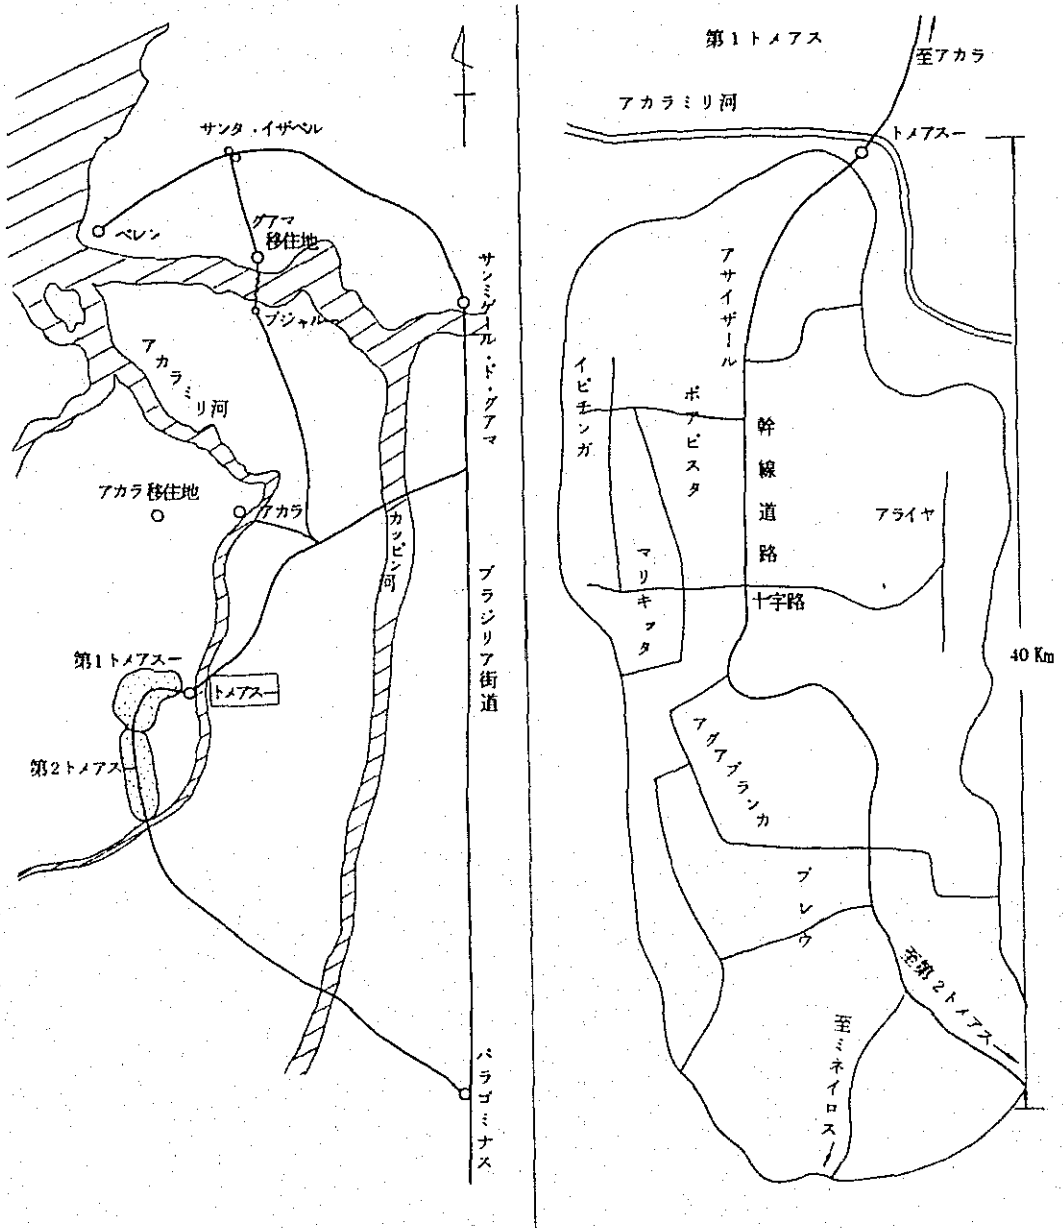 サンタ・イザベル
ベレン
グアマ
移住地
ブジャルー
サンミゲール・ド・グアマ
アカラミリ河
アカラ移住地
アカラ
カッピン河
ブラジリア街道
第1トメアスー
トメアスー
第2トメアスー
パラゴミナス
第1トメアス
至アカラ
アカラミリ河
トメアスー
アサイザール
イピチンガ
ボアビスタ
幹線道路
アライヤ
マリキッタ
十字路
40Km
アグアブランカ
ブレウ
至第2トメアスー
至ミネイロス